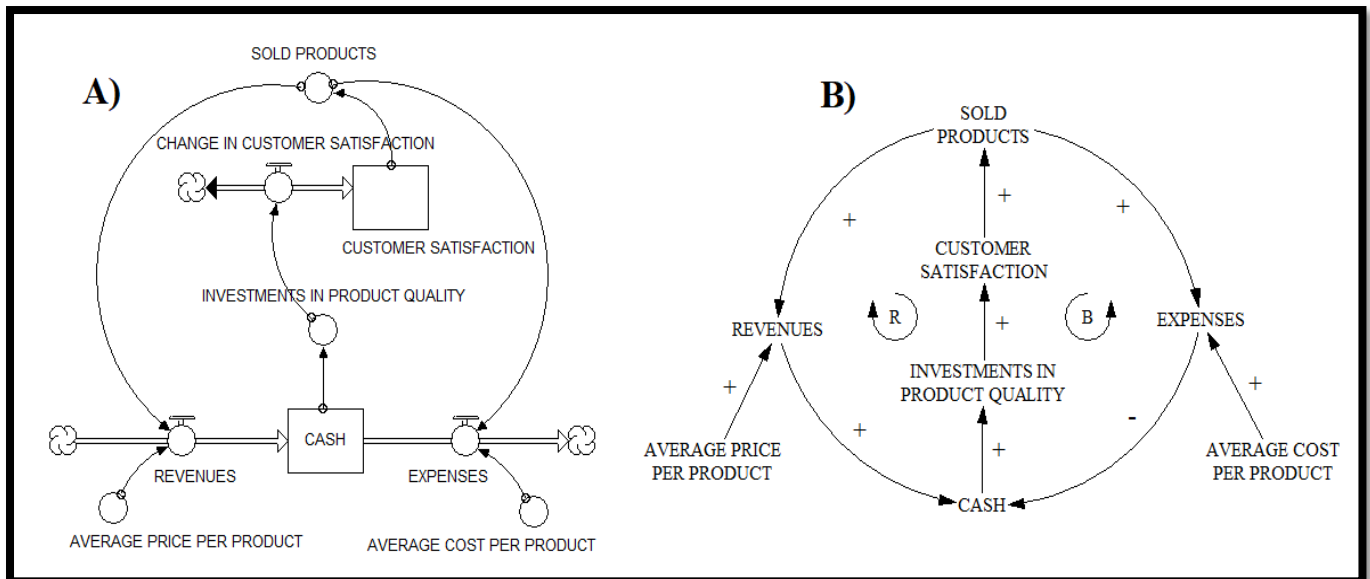 A)
SOLD PRODUCTS
CHANGE IN CUSTOMER SATISFACTION
CUSTOMER SATISFACTION
INVESTMENTS IN PRODUCT QUALITY
CASH
REVENUES
EXPENSES
AVERAGE PRICE PER PRODUCT
AVERAGE COST PER PRODUCT
B)
SOLD
PRODUCTS
+
+
+
CUSTOMER
SATISFACTION
REVENUES
R
+
B
EXPENSES
INVESTMENTS IN
PRODUCT QUALITY
+
+
AVERAGE PRICE
PER PRODUCT
+
+
-
AVERAGE COST
PER PRODUCT
CASH